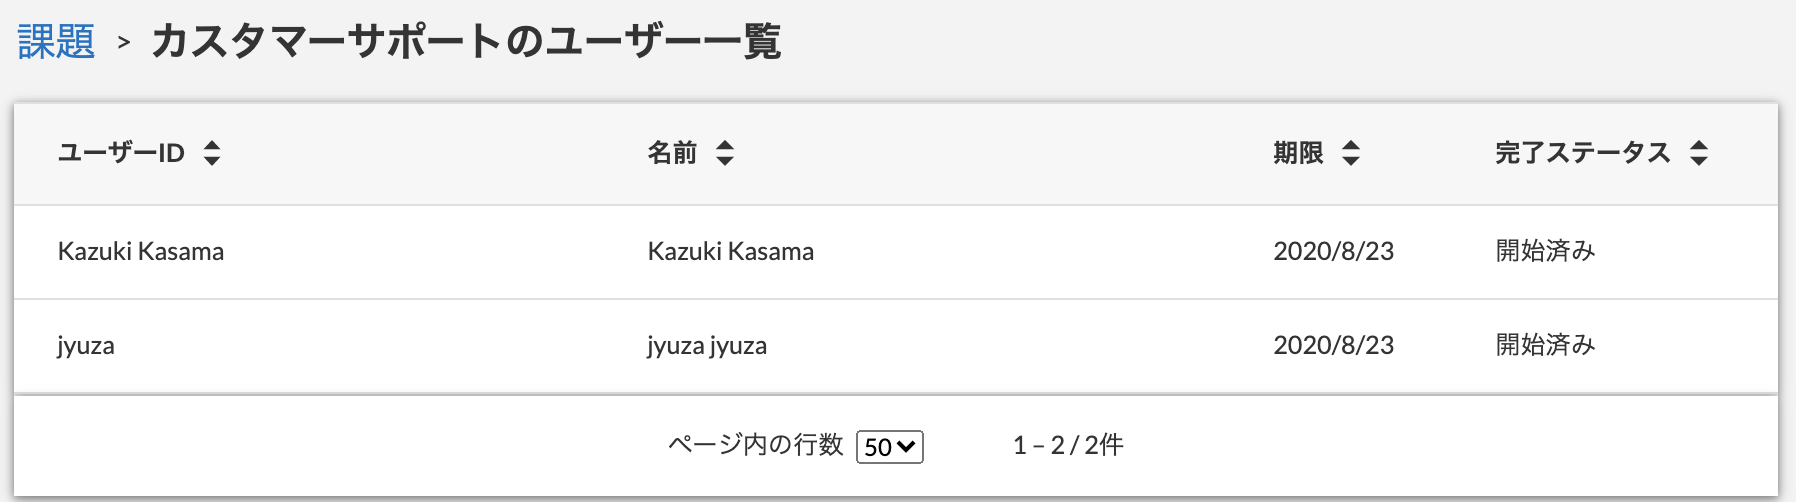 課題 > カスタマーサポートのユーザー一覧
ユーザーID 名前 期限 完了ステータス
Kazuki Kasama Kazuki Kasama 2020/8/23 開始済み
jyuza jyuza jyuza 2020/8/23 開始済み
ページ内の行数 50 1 – 2 / 2件